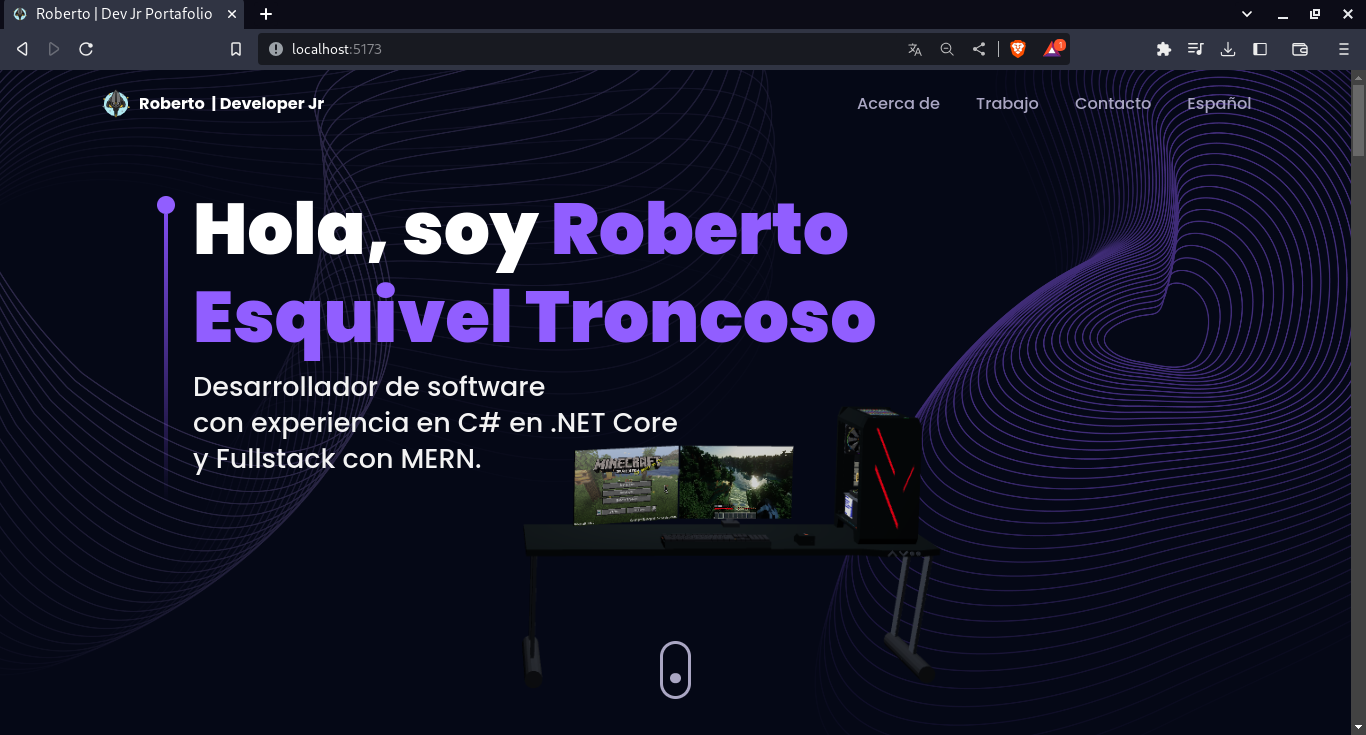 Roberto | Dev Jr Portafolio
localhost:5173
1
Roberto | Developer Jr
Acerca de
Trabajo
Contacto
Español
Hola, soy Roberto
Esquivel Troncoso
Desarrollador de software
con experiencia en C# en .NET Core
y Fullstack con MERN.
MINECRAFT